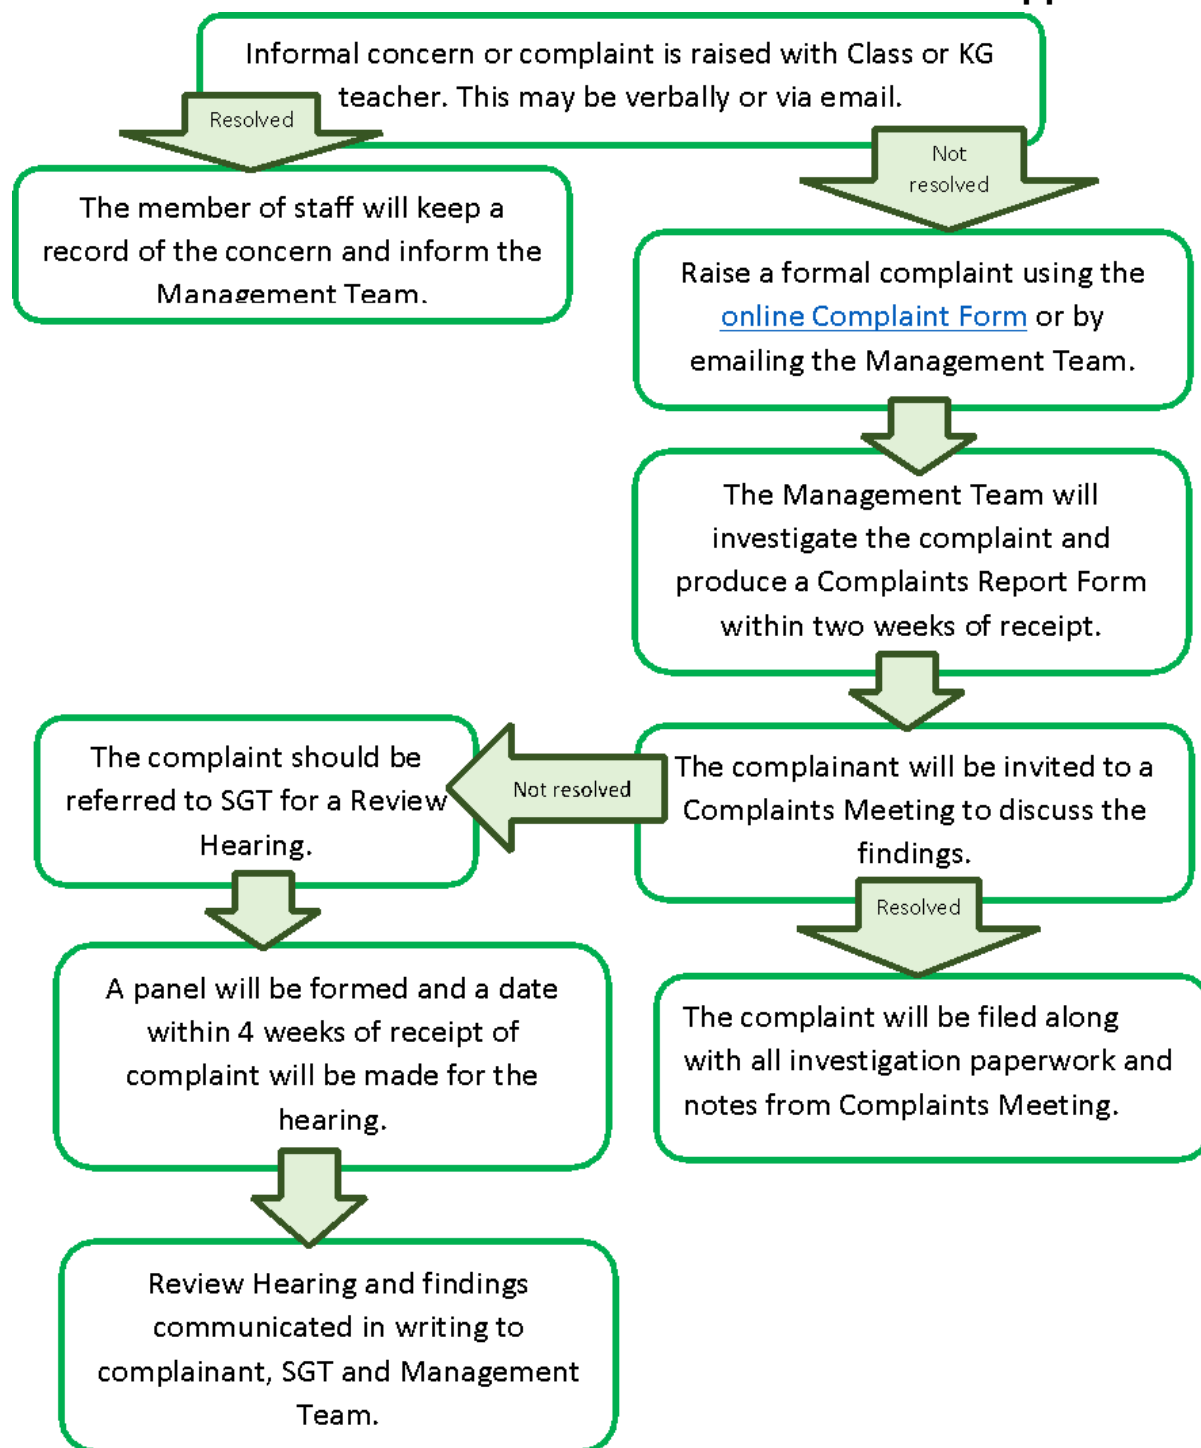 Informal concern or complaint is raised with Class or KG
teacher. This may be verbally or via email.
Resolved
Not
resolved
The member of staff will keep a
record of the concern and inform the
Management Team.
Raise a formal complaint using the
online Complaint Form or by
emailing the Management Team.
The Management Team will
investigate the complaint and
produce a Complaints Report Form
within two weeks of receipt.
The complainant will be invited to a
Complaints Meeting to discuss the
findings.
Not resolved
The complaint should be
referred to SGT for a Review
Hearing.
Resolved
A panel will be formed and a date
within 4 weeks of receipt of
complaint will be made for the
hearing.
The complaint will be filed along
with all investigation paperwork and
notes from Complaints Meeting.
Review Hearing and findings
communicated in writing to
complainant, SGT and Management
Team.